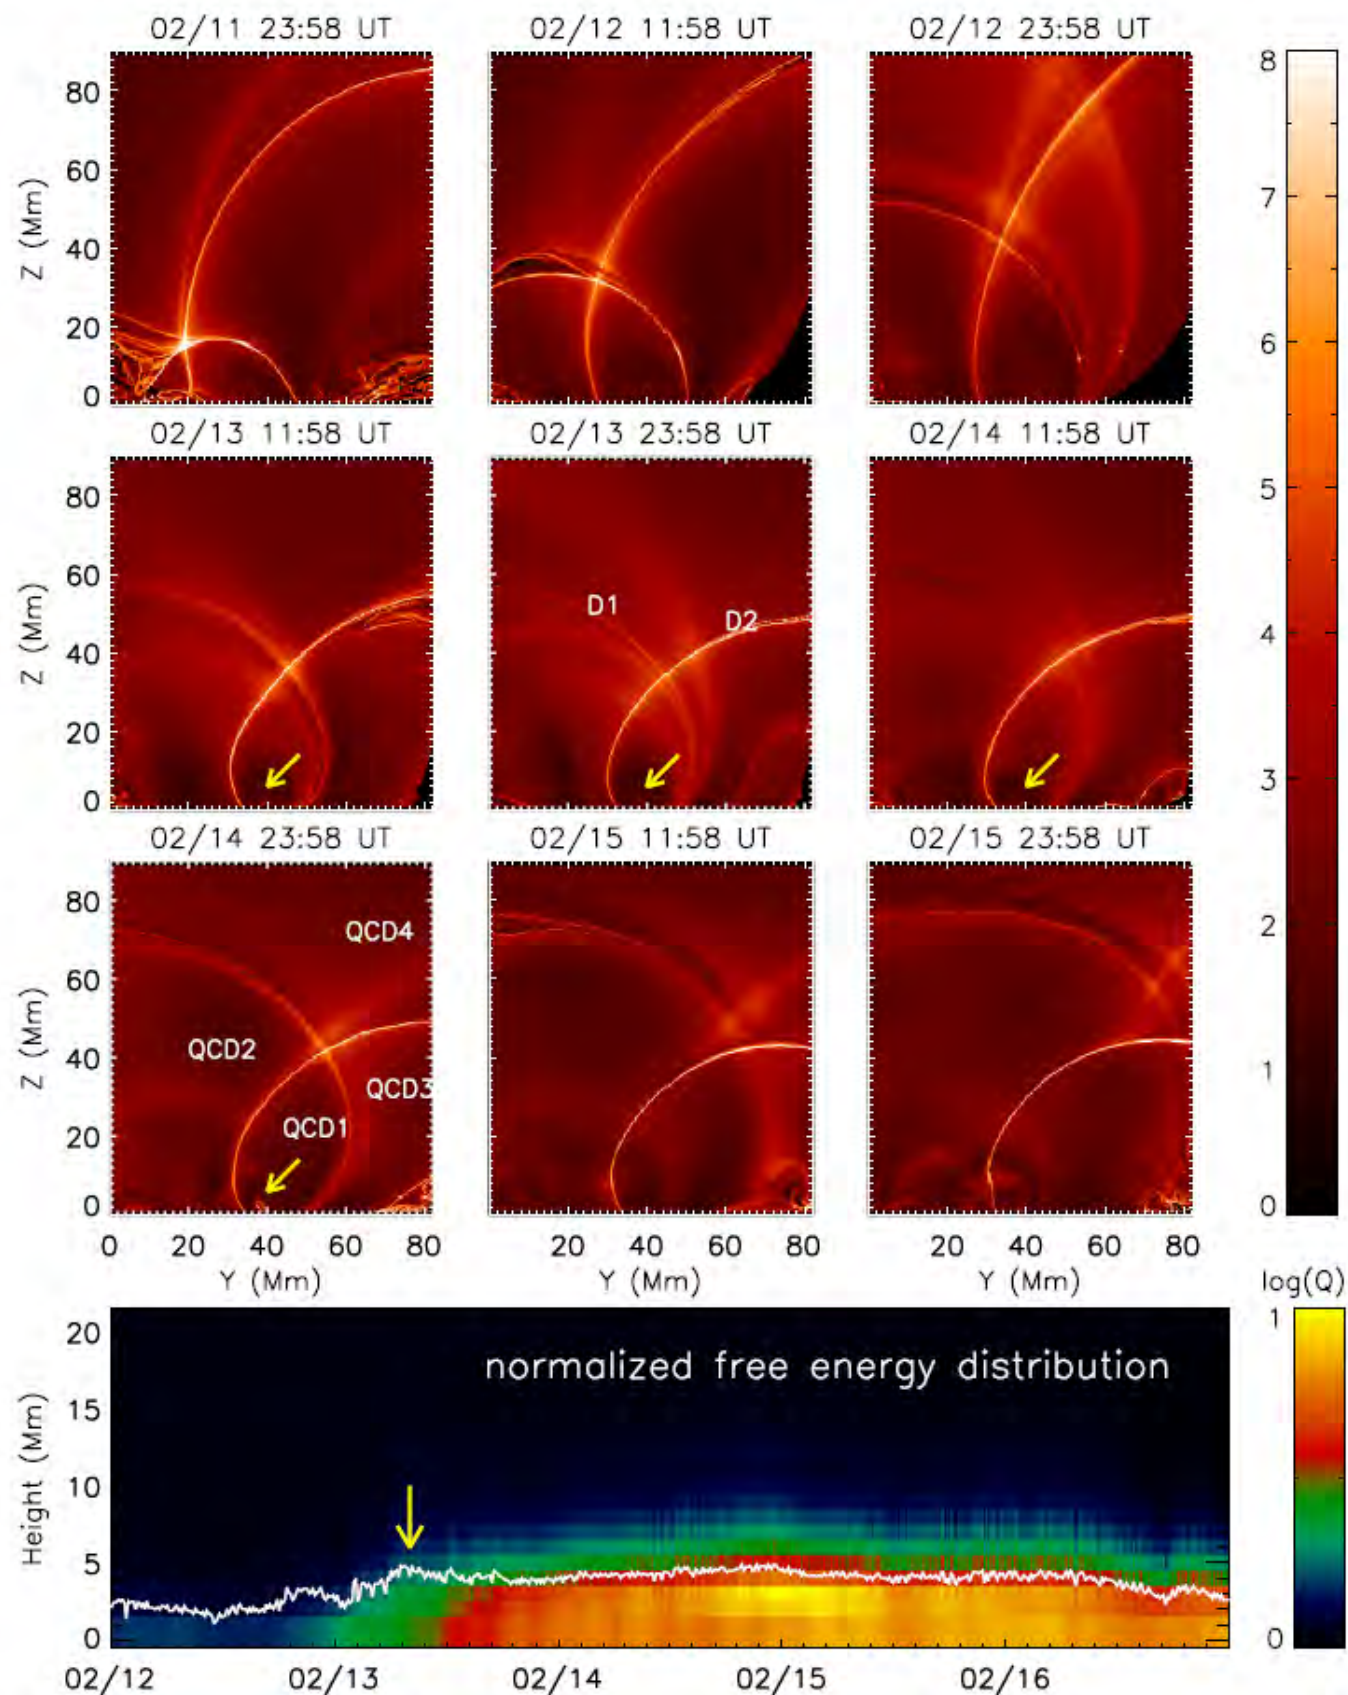 02/11 23:58 UT
02/12 11:58 UT
02/12 23:58 UT
80
60
40
20
0
Z (Mm)
8
7
6
5
4
3
2
1
0
log(Q)
02/13 11:58 UT
02/13 23:58 UT
02/14 11:58 UT
80
60
40
20
0
Z (Mm)
D1
D2
02/14 23:58 UT
02/15 11:58 UT
02/15 23:58 UT
80
60
40
20
0
Z (Mm)
QCD4
QCD2
QCD3
QCD1
0 20 40 60 80
20 40 60 80
20 40 60 80
Y (Mm)
Y (Mm)
Y (Mm)
normalized free energy distribution
20
15
10
5
0
Height (Mm)
1
0
02/12 02/13 02/14 02/15 02/16